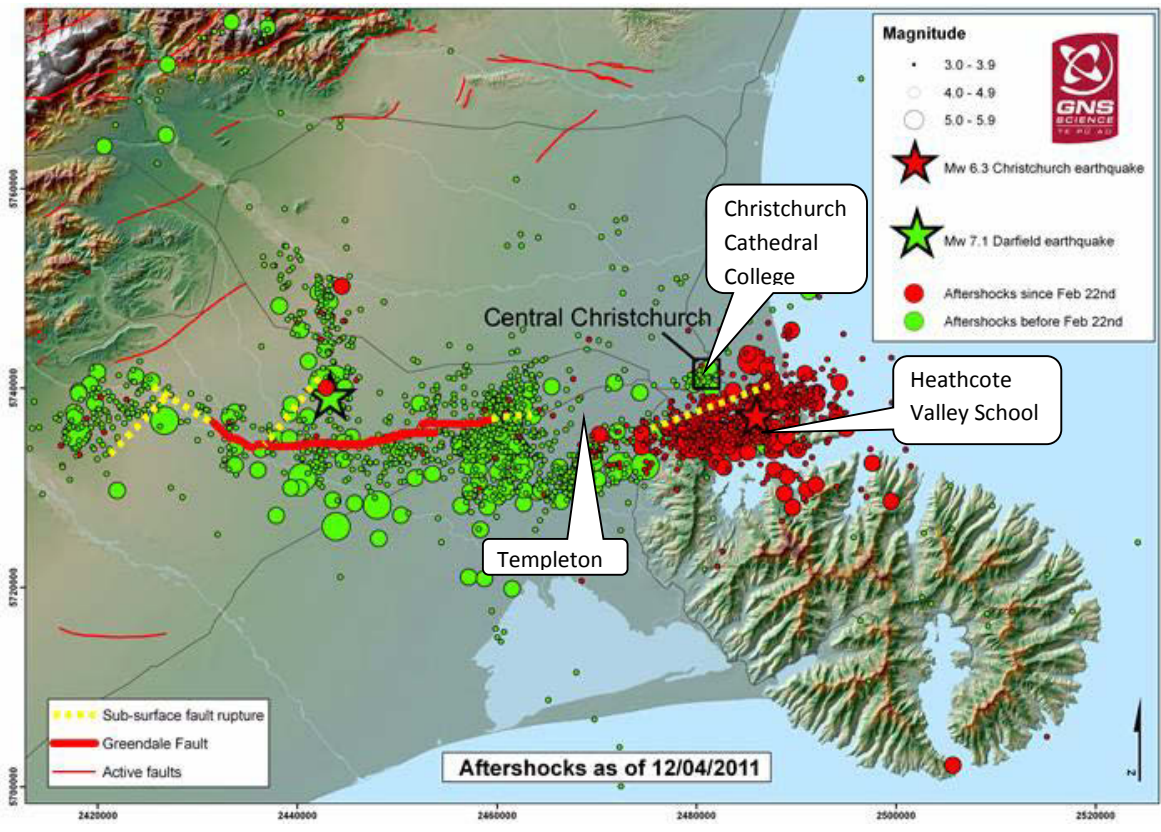 Magnitude
3.0 - 3.9
4.0 - 4.9
5.0 - 5.9
GNS
SCIENCE
TE PŪ AO
Mw 6.3 Christchurch earthquake
Mw 7.1 Darfield earthquake
Aftershocks since Feb 22nd
Aftershocks before Feb 22nd
Christchurch
Cathedral
College
Central Christchurch
Heathcote
Valley School
Templeton
Sub-surface fault rupture
Greendale Fault
Active faults
Aftershocks as of 12/04/2011
z
5760000
5740000
5720000
5700000
2420000
2440000
2460000
2480000
2500000
2520000